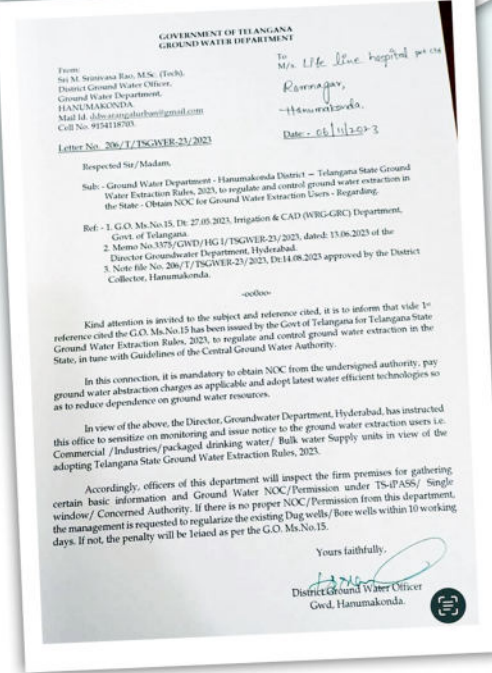 GOVERNMENT OF TELANGANA
GROUND WATER DEPARTMENT
From:
Sri M. Srinivasa Rao, M.Sc. (Tech),
District Ground Water Officer,
Ground Water Department,
HANUMAKONDA.
Mail Id. ddwarangalurban@gmail.com
Cell No. 9154118703.
To
M/s. Life line hospital pvt Ltd
Ramnagar,
Hanumakonda.
Date:- 06/11/2023
Letter No. 206/T/TSGWER-23/2023
Respected Sir/Madam,
Sub: - Ground Water Department - Hanumakonda District – Telangana State Ground
Water Extraction Rules, 2023, to regulate and control ground water extraction in
the State - Obtain NOC for Ground Water Extraction Users - Regarding.
Ref: - 1. G.O. Ms.No.15, Dt: 27.05.2023, Irrigation & CAD (WRG-GRC) Department,
Govt. of Telangana.
2. Memo No.3375/GWD/HG I/TSGWER-23/2023, dated: 13.06.2023 of the
Director Groundwater Department, Hyderabad.
3. Note file No. 206/T/TSGWER-23/2023, Dt:14.08.2023 approved by the District
Collector, Hanumakonda.
-oo0oo-
Kind attention is invited to the subject and reference cited, it is to inform that vide 1st
reference cited the G.O. Ms.No.15 has been issued by the Govt of Telangana for Telangana State
Ground Water Extraction Rules, 2023, to regulate and control ground water extraction in the
State, in tune with Guidelines of the Central Ground Water Authority.
In this connection, it is mandatory to obtain NOC from the undersigned authority, pay
ground water abstraction charges as applicable and adopt latest water efficient technologies so
as to reduce dependence on ground water resources.
In view of the above, the Director, Groundwater Department, Hyderabad, has instructed
this office to sensitize on monitoring and issue notice to the ground water extraction users i.e.
Commercial /Industries/packaged drinking water/ Bulk water Supply units in view of the
adopting Telangana State Ground Water Extraction Rules, 2023.
Accordingly, officers of this department will inspect the firm premises for gathering
certain basic information and Ground Water NOC/Permission under TS-iPASS/ Single
window/ Concerned Authority. If there is no proper NOC/Permission from this department,
the management is requested to regularize the existing Dug wells/Bore wells within 10 working
days. If not, the penalty will be 1eiaed as per the G.O. Ms.No.15.
Yours faithfully,
District Ground Water Officer
Gwd, Hanumakonda.